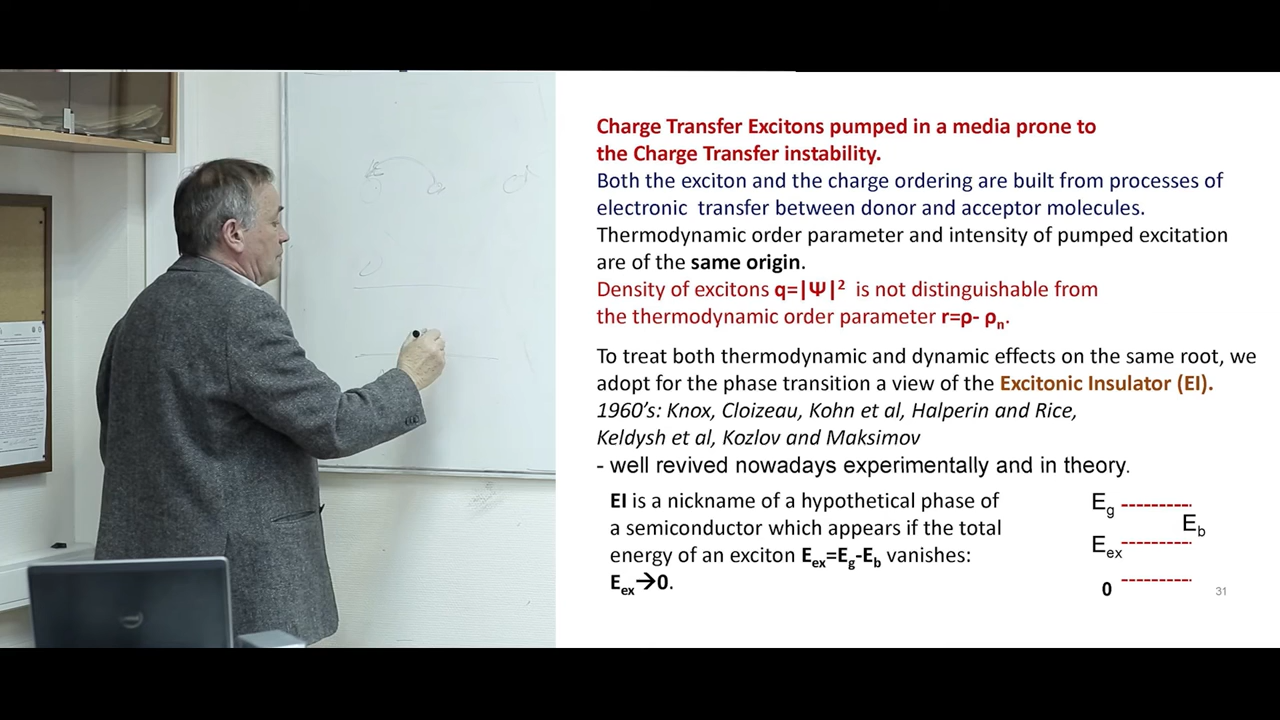 Charge Transfer Excitons pumped in a media prone to
the Charge Transfer instability.
Both the exciton and the charge ordering are built from processes of
electronic transfer between donor and acceptor molecules.
Thermodynamic order parameter and intensity of pumped excitation
are of the same origin.
Density of excitons q=|Ψ|² is not distinguishable from
the thermodynamic order parameter r=ρ- ρₙ.
To treat both thermodynamic and dynamic effects on the same root, we
adopt for the phase transition a view of the Excitonic Insulator (EI).
1960’s: Knox, Cloizeau, Kohn et al, Halperin and Rice,
Keldysh et al, Kozlov and Maksimov
- well revived nowadays experimentally and in theory.
EI is a nickname of a hypothetical phase of
a semiconductor which appears if the total
energy of an exciton Eex=Eg-Eb vanishes:
Eex→0.
Eg
Eb
Eex
0
31